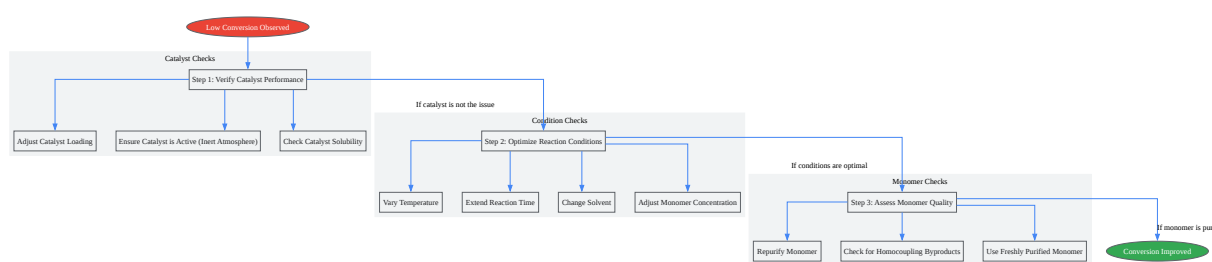 Low Conversion Observed
Catalyst Checks
Step 1: Verify Catalyst Performance
Adjust Catalyst Loading
Ensure Catalyst is Active (Inert Atmosphere)
Check Catalyst Solubility
If catalyst is not the issue
Condition Checks
Step 2: Optimize Reaction Conditions
Vary Temperature
Extend Reaction Time
Change Solvent
Adjust Monomer Concentration
If conditions are optimal
Monomer Checks
Step 3: Assess Monomer Quality
Repurify Monomer
Check for Homocoupling Byproducts
Use Freshly Purified Monomer
If monomer is
Conversion Improved